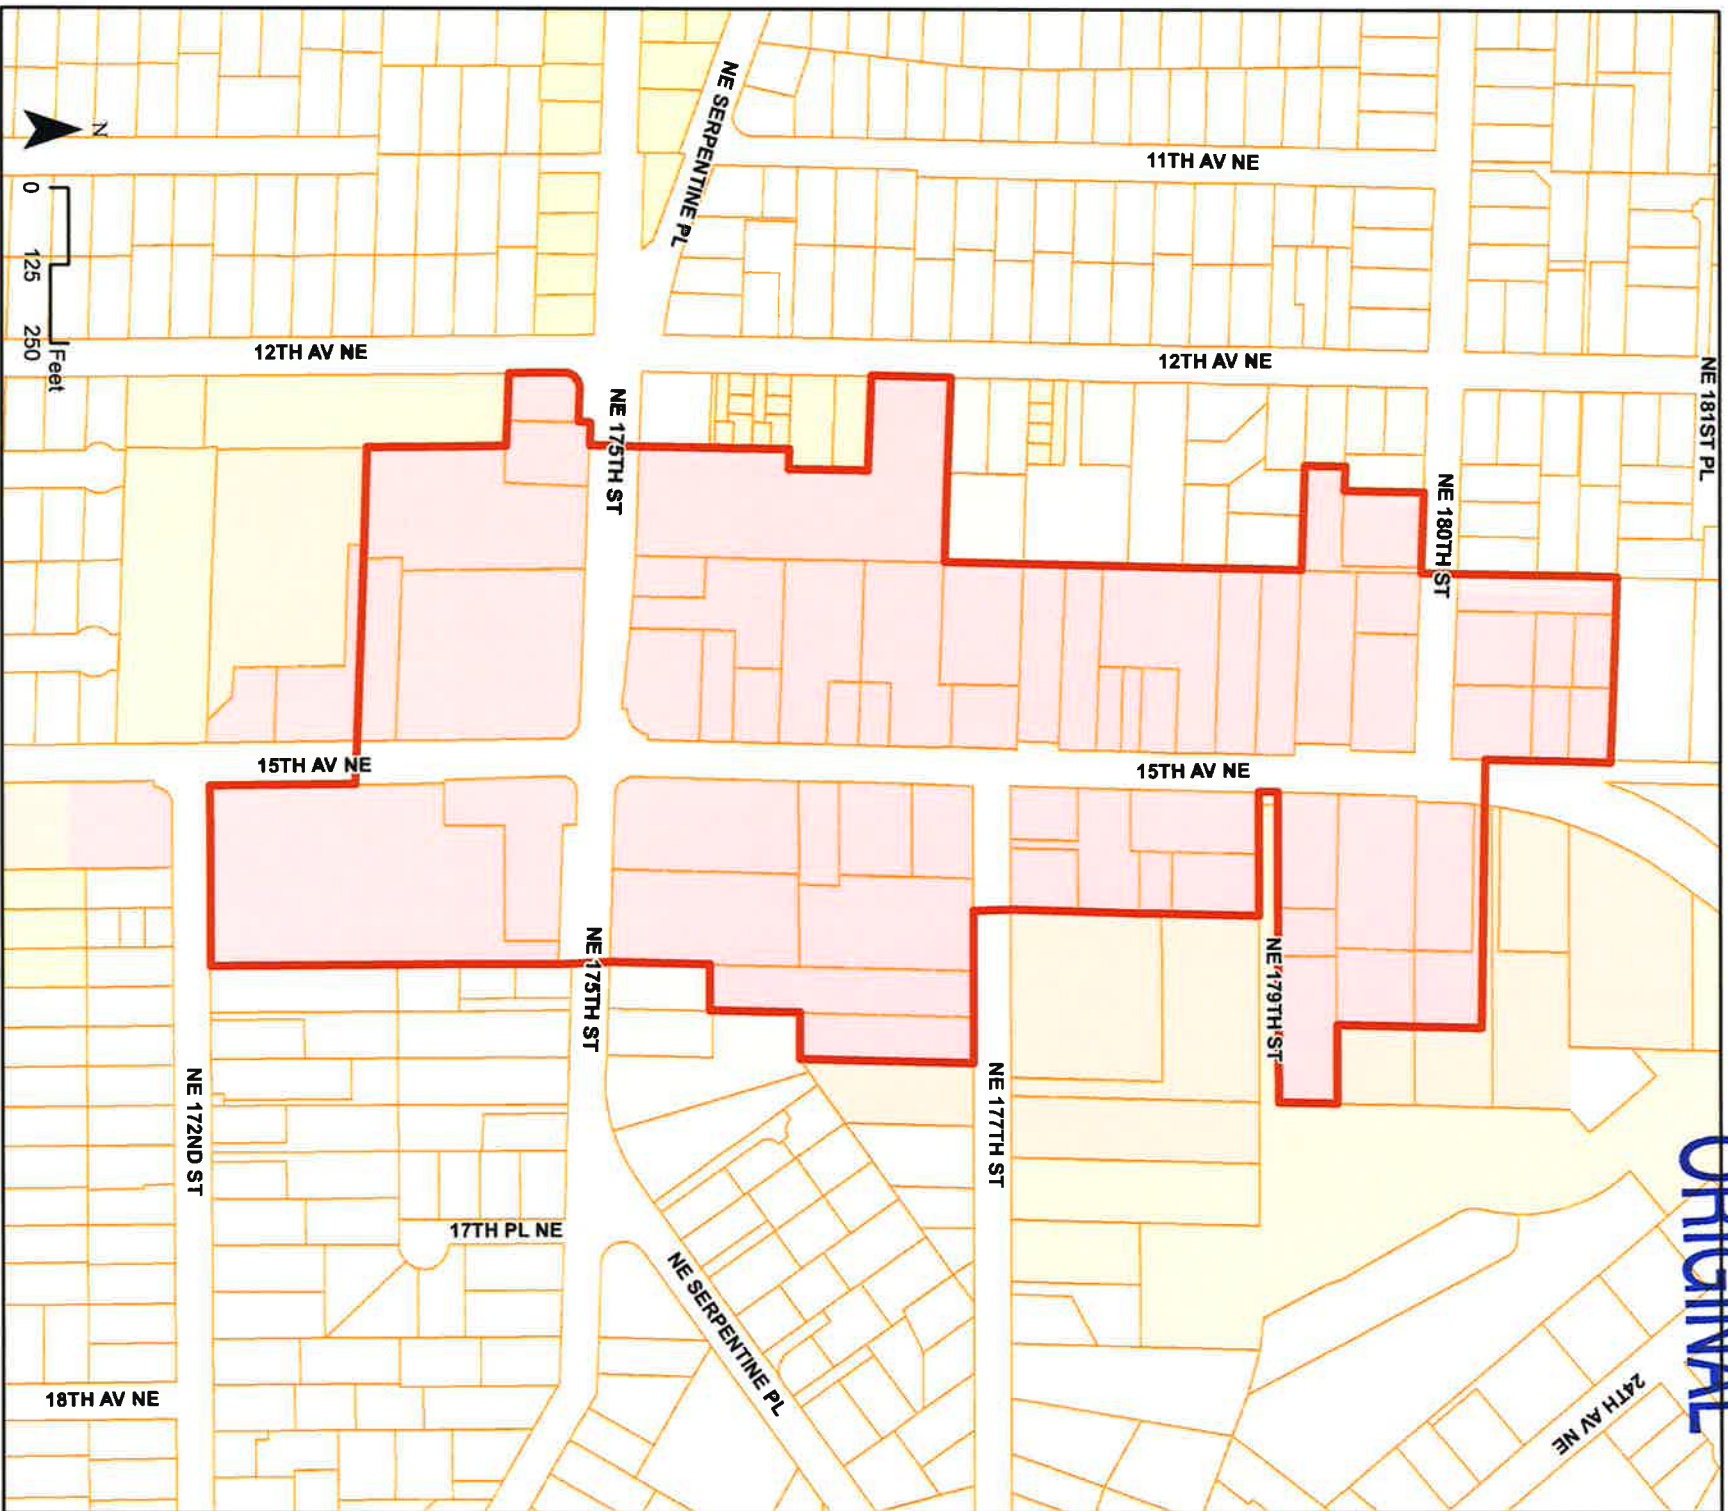 NE SERPENTINE PL
11TH AV NE
N
0 125 250
Feet
12TH AV NE
12TH AV NE
NE 181ST PL
NE 175TH ST
NE 180TH ST
15TH AV NE
15TH AV NE
NE 175TH ST
NE 179TH ST
NE 172ND ST
NE 177TH ST
17TH PL NE
NE SERPENTINE PL
18TH AV NE
24TH AV NE
ORIGINAL